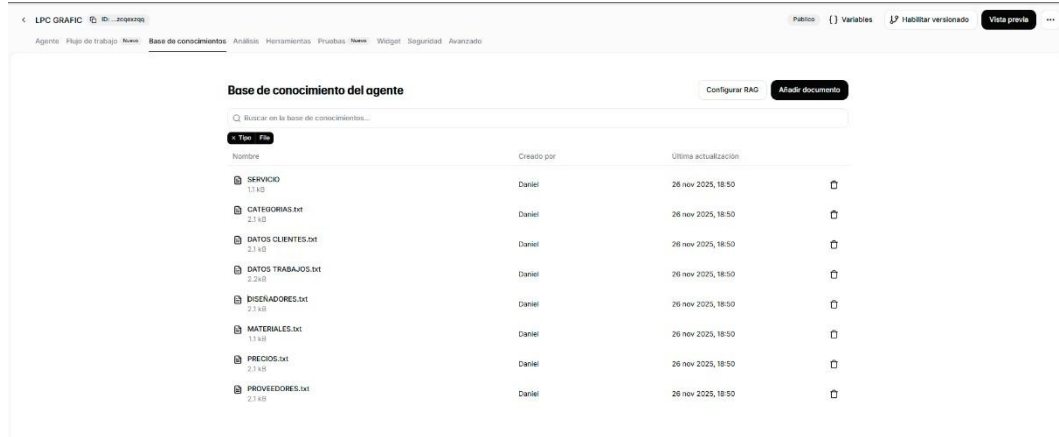 LPC GRAFIC ID: ...zcqexzqq Público {} Variables Habilitar versionado Vista previa ...
Agente Flujo de trabajo Nuevo Base de conocimientos Análisis Herramientas Pruebas Nuevo Widget Seguridad Avanzado
Base de conocimiento del agente Configurar RAG Añadir documento
Buscar en la base de conocimientos...
× Tipo File
Nombre Creado por Última actualización
SERVICIO Daniel 26 nov 2025, 18:50
1.1 kB
CATEGORIAS.txt Daniel 26 nov 2025, 18:50
2.1 kB
DATOS CLIENTES.txt Daniel 26 nov 2025, 18:50
2.1 kB
DATOS TRABAJOS.txt Daniel 26 nov 2025, 18:50
2.2 kB
DISEÑADORES.txt Daniel 26 nov 2025, 18:50
2.1 kB
MATERIALES.txt Daniel 26 nov 2025, 18:50
1.1 kB
PRECIOS.txt Daniel 26 nov 2025, 18:50
2.1 kB
PROVEEDORES.txt Daniel 26 nov 2025, 18:50
2.1 kB